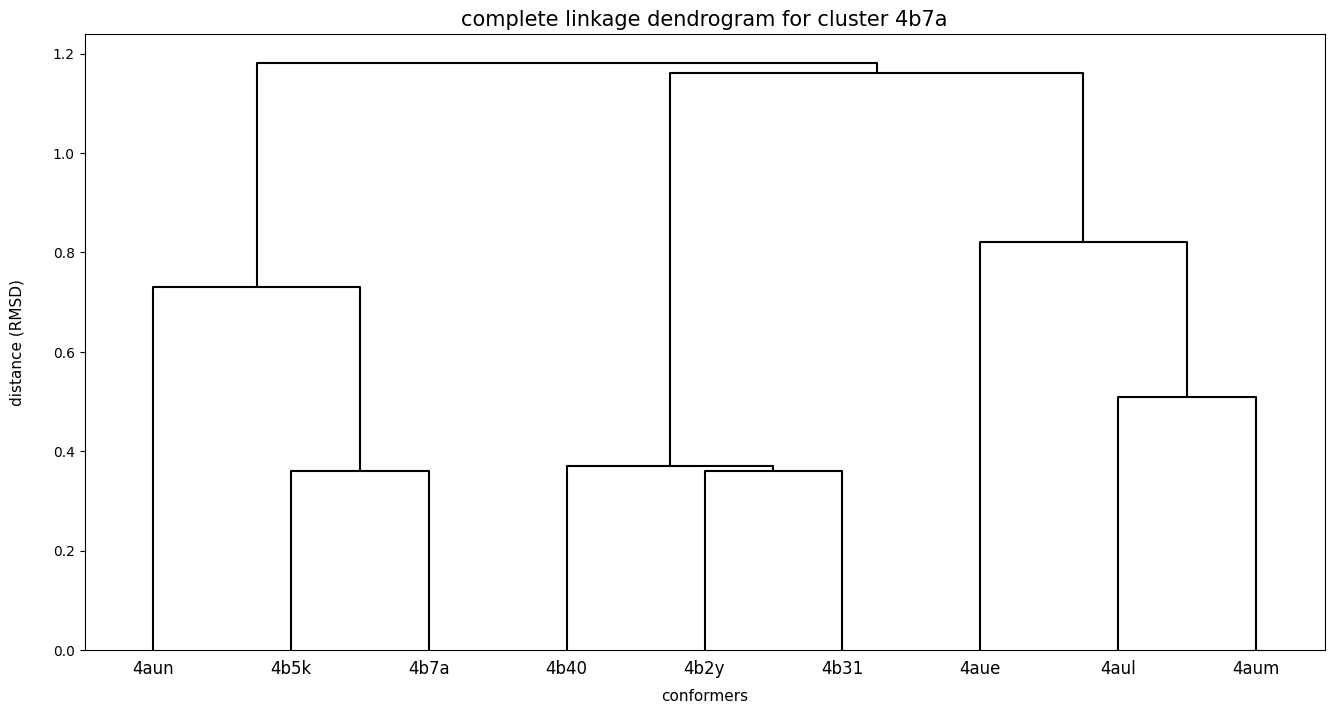 complete linkage dendrogram for cluster 4b7a
1.2
1.0
0.8
0.6
0.4
0.2
0.0
distance (RMSD)
4aun 4b5k 4b7a 4b40 4b2y 4b31 4aue 4aul 4aum
conformers